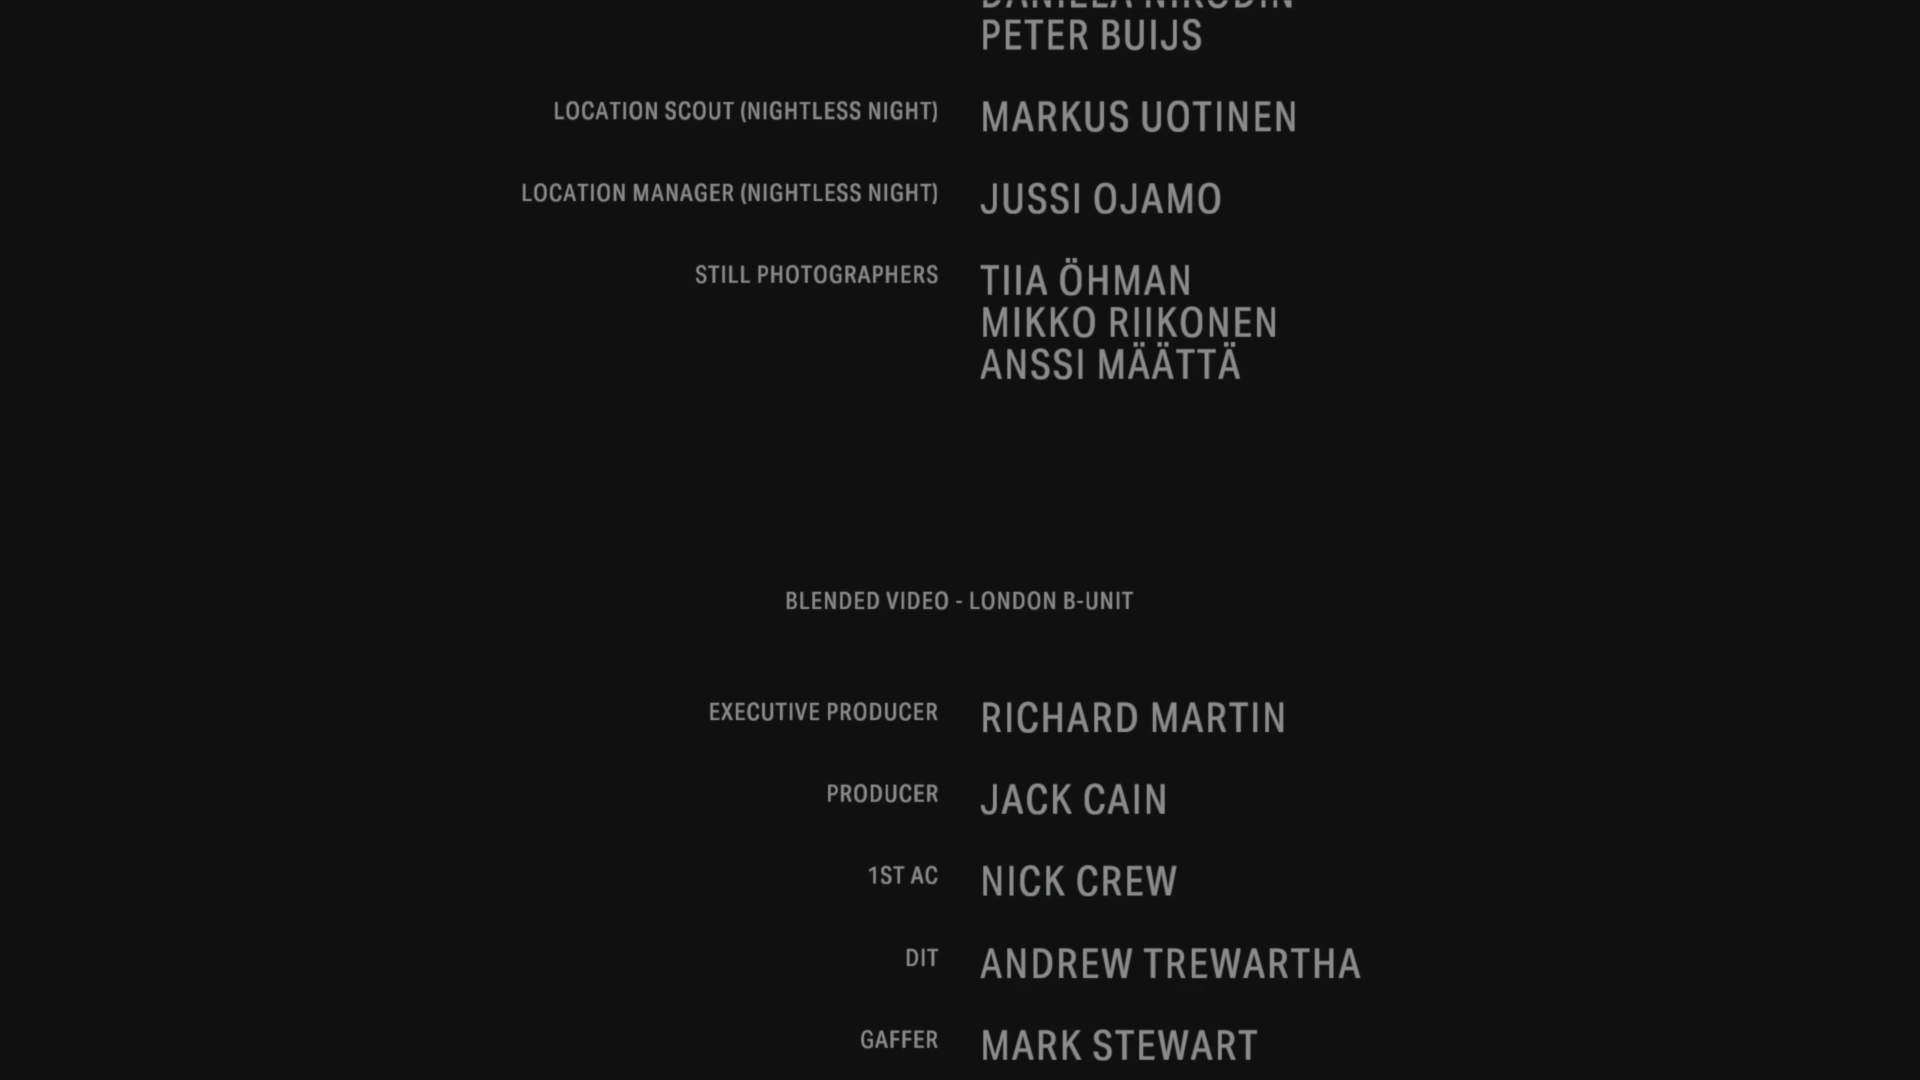 PETER BUIJS
LOCATION SCOUT (NIGHTLESS NIGHT) MARKUS UOTINEN
LOCATION MANAGER (NIGHTLESS NIGHT) JUSSI OJAMO
STILL PHOTOGRAPHERS TIIA ÖHMAN
MIKKO RIIKONEN
ANSSI MÄÄTTÄ
BLENDED VIDEO - LONDON B-UNIT
EXECUTIVE PRODUCER RICHARD MARTIN
PRODUCER JACK CAIN
1ST AC NICK CREW
DIT ANDREW TREWARTHA
GAFFER MARK STEWART